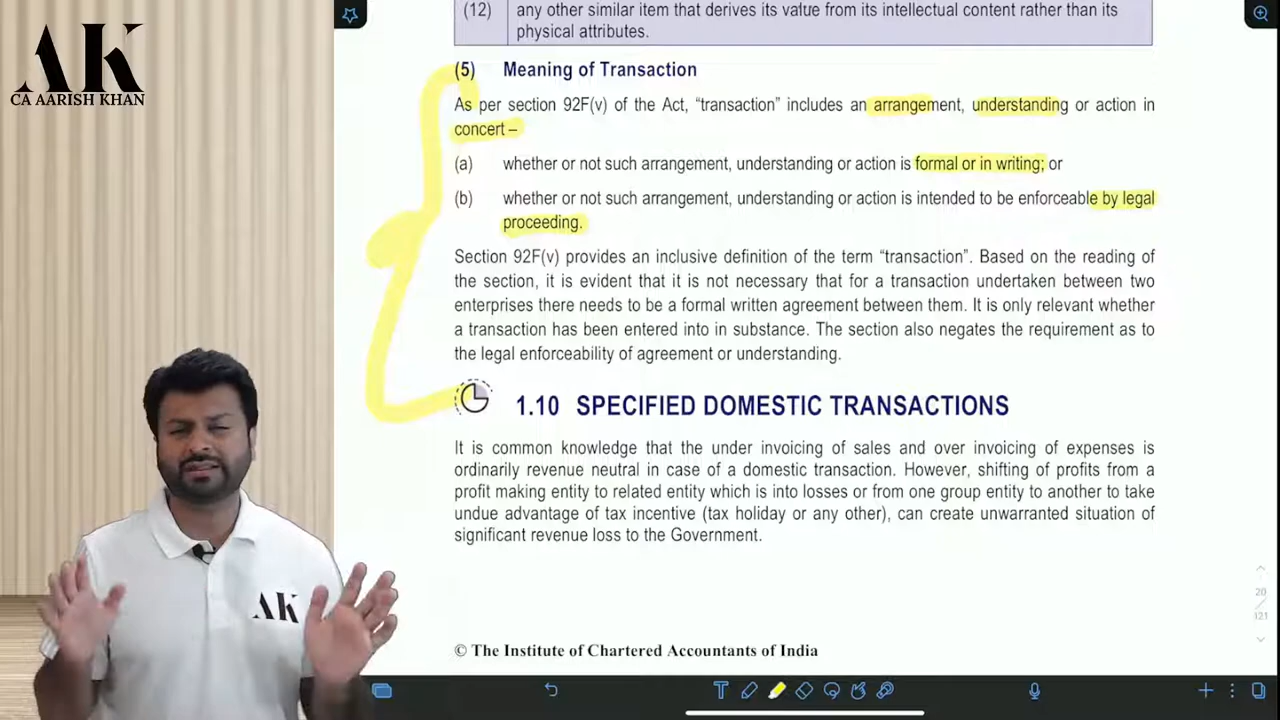 AK
CA AARISH KHAN
(12) any other similar item that derives its value from its intellectual content rather than its
physical attributes.
(5) Meaning of Transaction
As per section 92F(v) of the Act, “transaction” includes an arrangement, understanding or action in
concert –
(a) whether or not such arrangement, understanding or action is formal or in writing; or
(b) whether or not such arrangement, understanding or action is intended to be enforceable by legal
proceeding.
Section 92F(v) provides an inclusive definition of the term “transaction”. Based on the reading of
the section, it is evident that it is not necessary that for a transaction undertaken between two
enterprises there needs to be a formal written agreement between them. It is only relevant whether
a transaction has been entered into in substance. The section also negates the requirement as to
the legal enforceability of agreement or understanding.
1.10 SPECIFIED DOMESTIC TRANSACTIONS
It is common knowledge that the under invoicing of sales and over invoicing of expenses is
ordinarily revenue neutral in case of a domestic transaction. However, shifting of profits from a
profit making entity to related entity which is into losses or from one group entity to another to take
undue advantage of tax incentive (tax holiday or any other), can create unwarranted situation of
significant revenue loss to the Government.
© The Institute of Chartered Accountants of India
AK
20
/
121
T